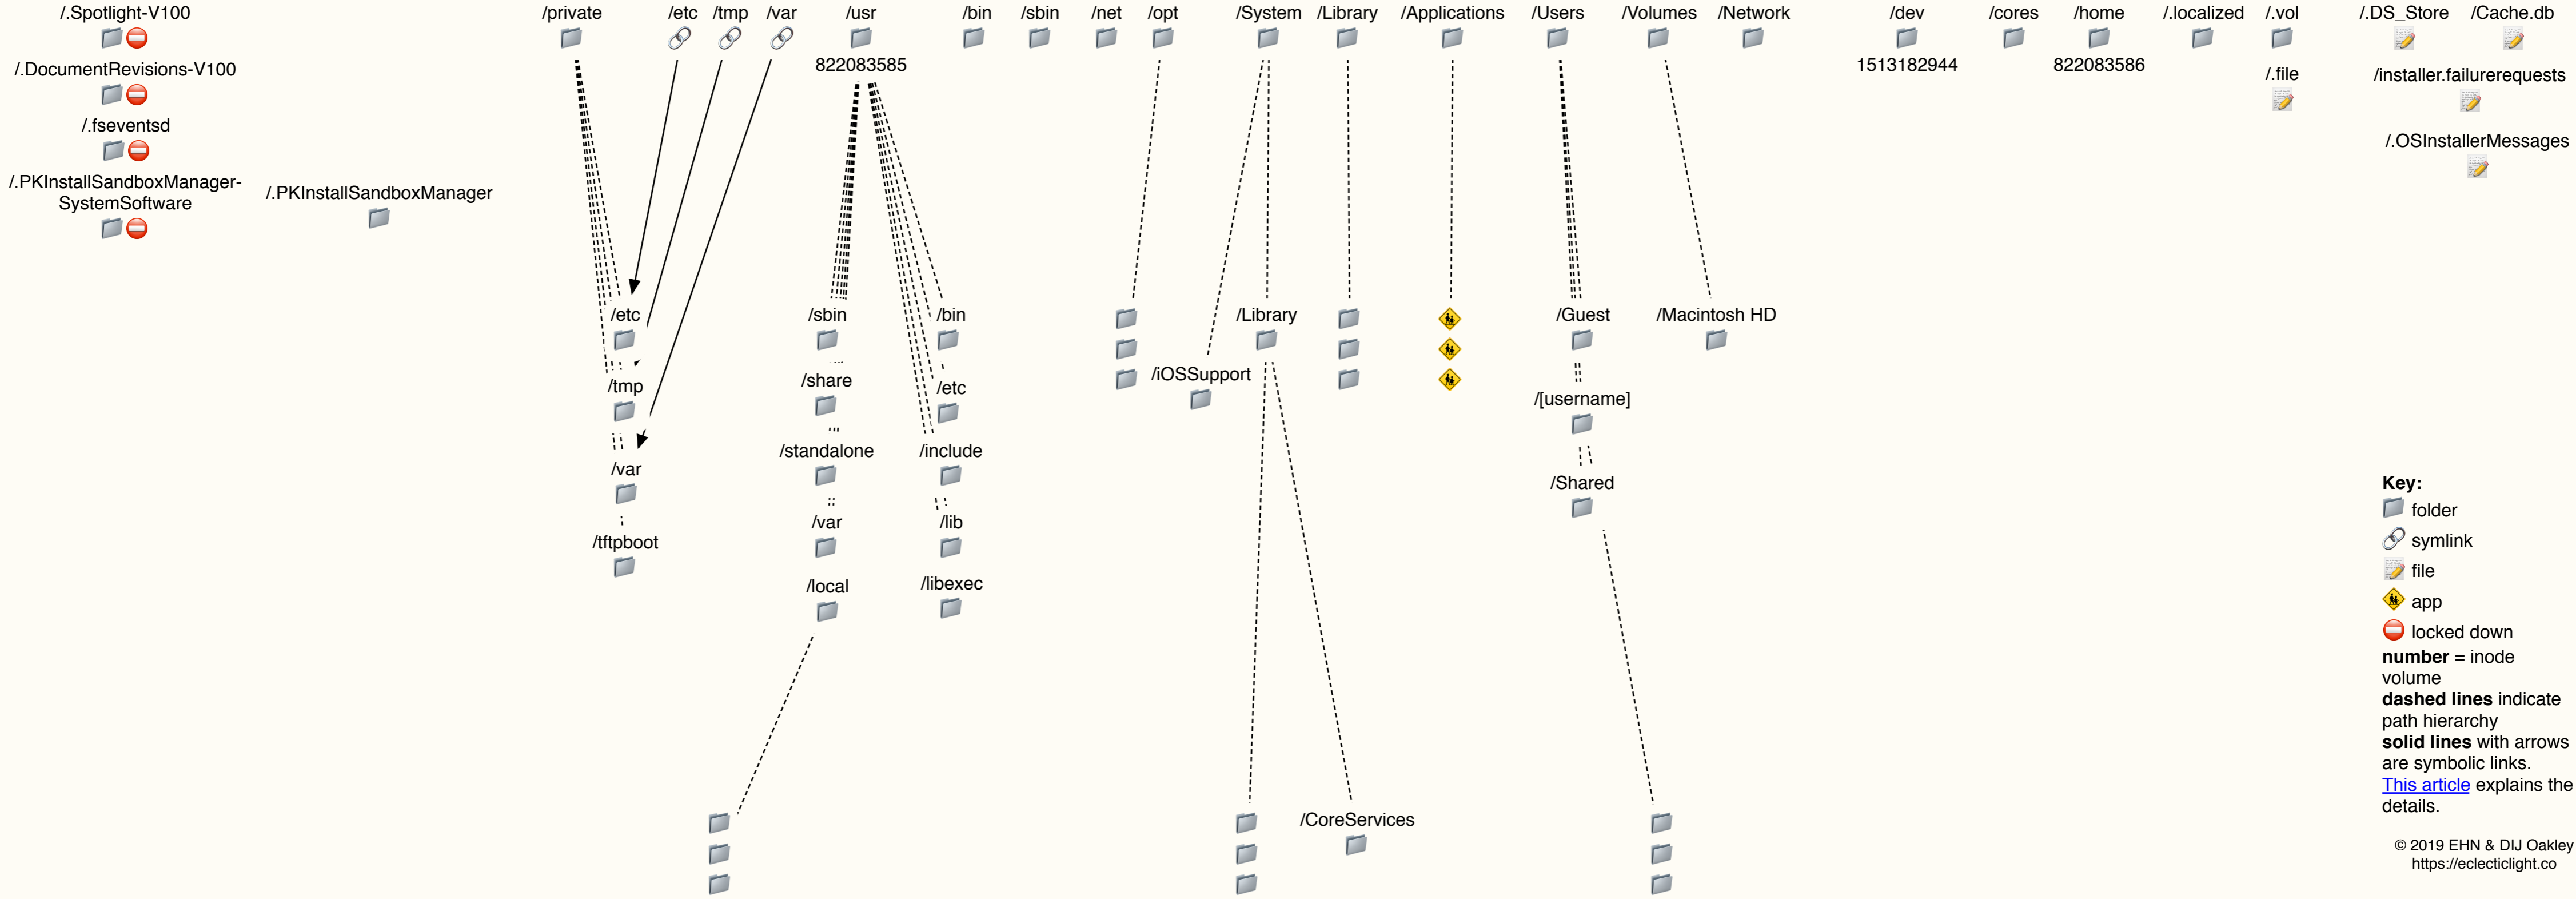 /.Spotlight-V100
/.DocumentRevisions-V100
/.fseventsd
/.PKInstallSandboxManager-
SystemSoftware
/.PKInstallSandboxManager
/private
/etc
/tmp
/var
/usr
822083585
/bin
/sbin
/net
/opt
/System
/Library
/Applications
/Users
/Volumes
/Network
/dev
1513182944
/cores
/home
822083586
/.localized
/.vol
/.file
/.DS_Store
/Cache.db
/installer.failurerequests
/.OSInstallerMessages
/etc
/tmp
/var
/tftpboot
/sbin
/share
/standalone
/var
/local
/bin
/etc
/include
/lib
/libexec
/iOSSupport
/Library
/CoreServices
/Guest
/[username]
/Shared
/Macintosh HD
Key:
folder
symlink
file
app
locked down
number = inode
volume
dashed lines indicate
path hierarchy
solid lines with arrows
are symbolic links.
This article explains the
details.
© 2019 EHN & DIJ Oakley
https://eclecticlight.co